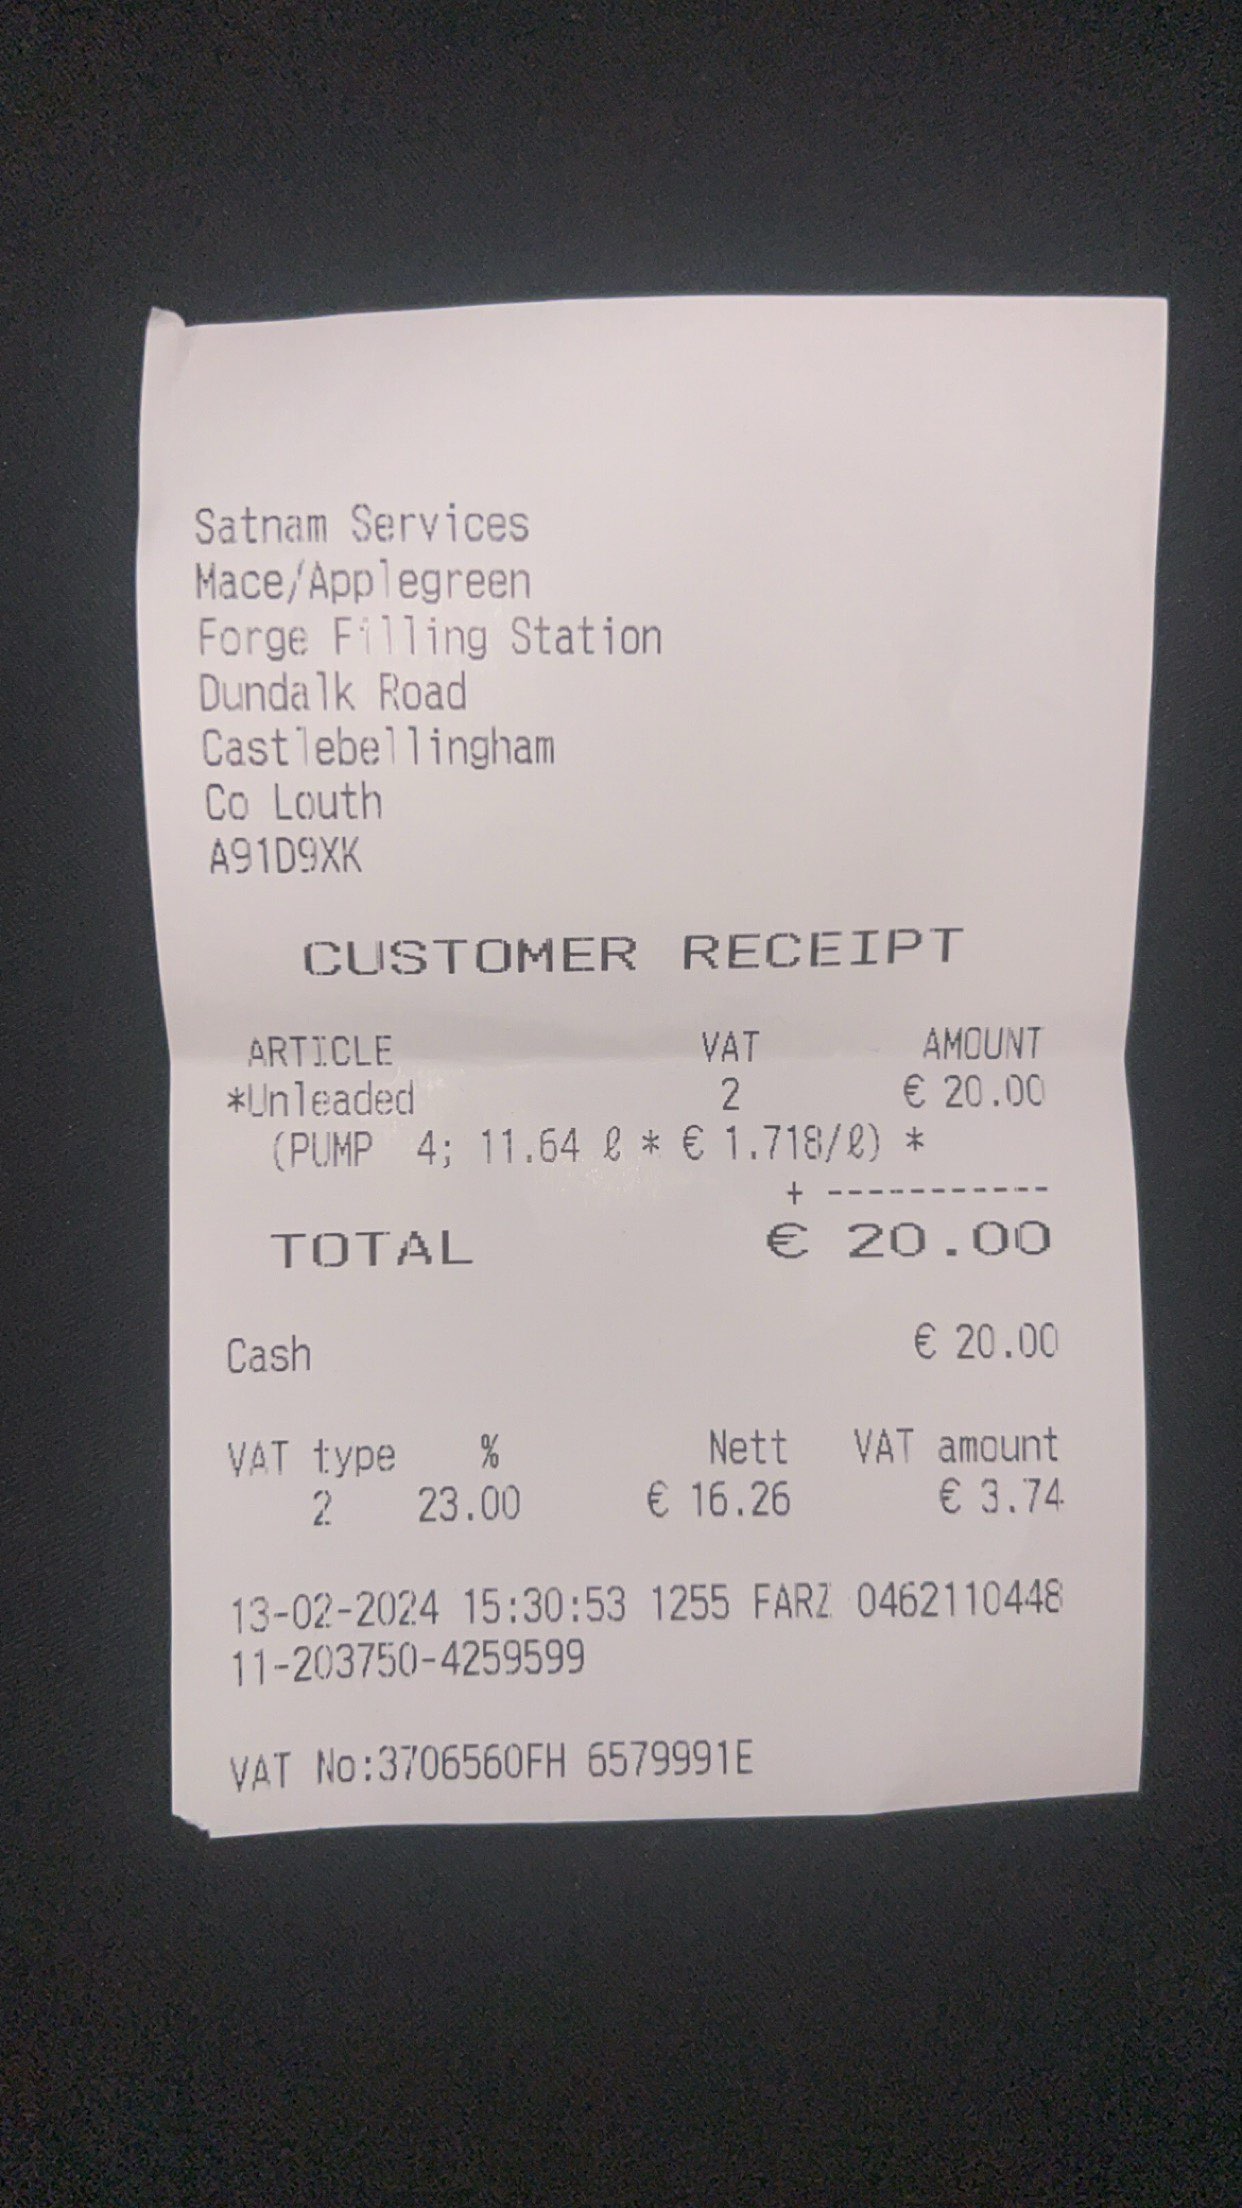 Satnam Services
Mace/Applegreen
Forge Filling Station
Dundalk Road
Castlebellingham
Co Louth
A91D9XK
CUSTOMER RECEIPT
ARTICLE VAT AMOUNT
*Unleaded 2 € 20.00
(PUMP 4; 11.64 ℓ * € 1.718/ℓ) *
+ -----------
TOTAL € 20.00
Cash € 20.00
VAT type % Nett VAT amount
2 23.00 € 16.26 € 3.74
13-02-2024 15:30:53 1255 FARZ 0462110448
11-203750-4259599
VAT No:3706560FH 6579991E